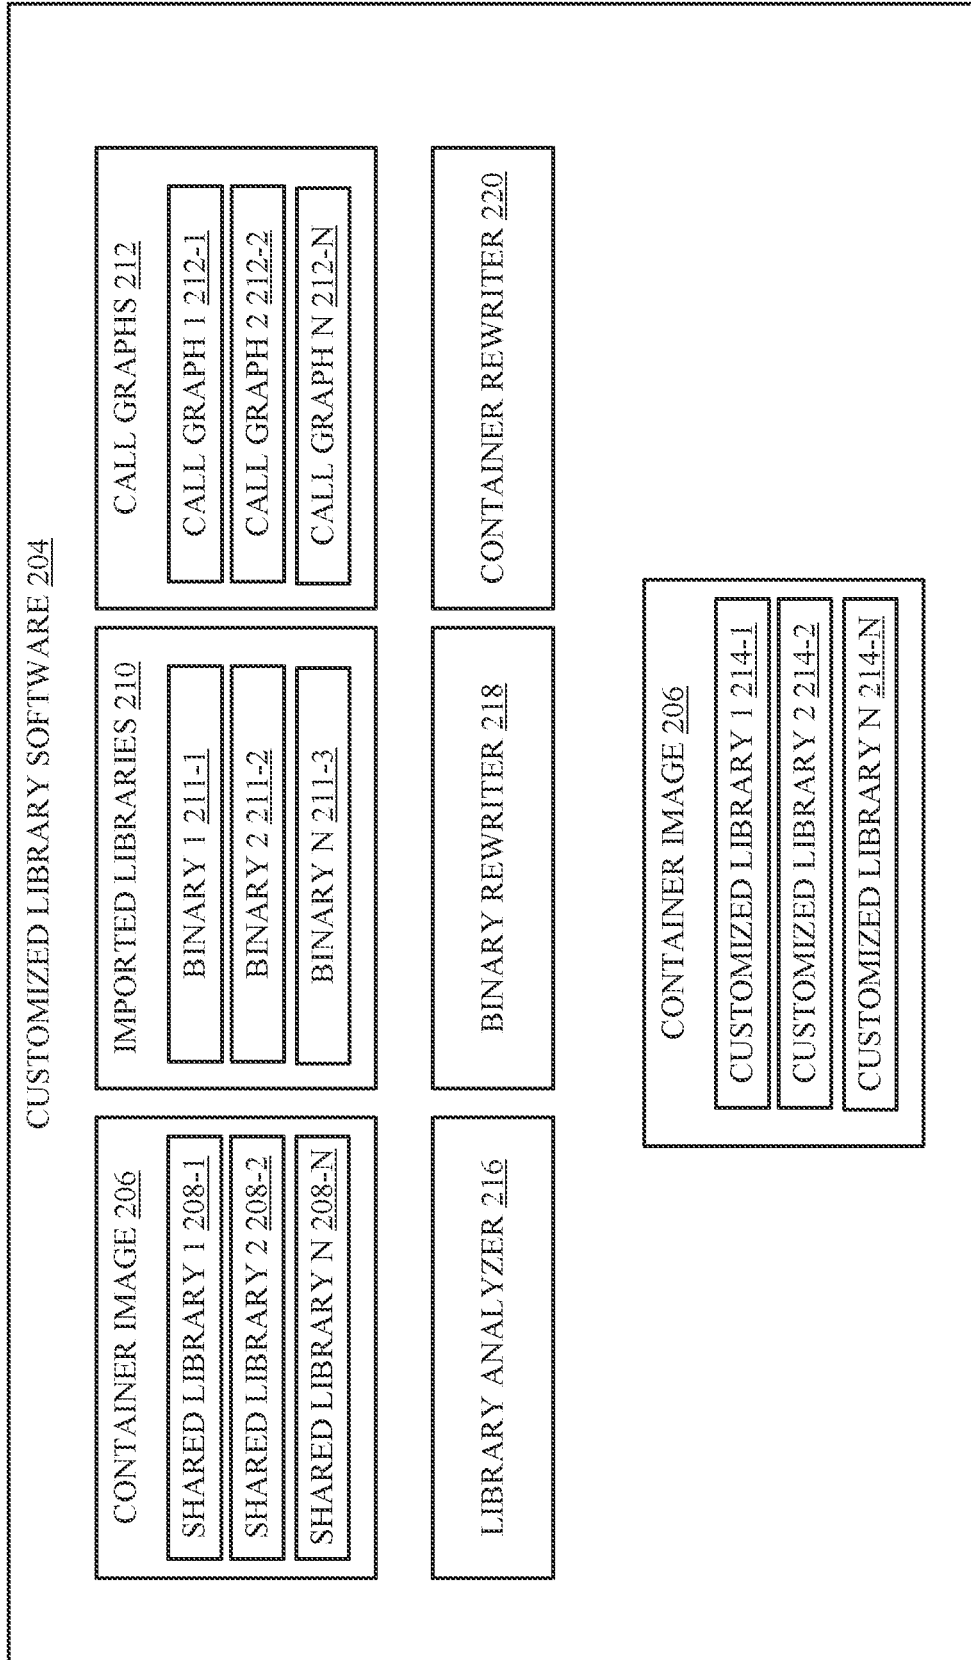 CUSTOMIZED LIBRARY SOFTWARE 204
CONTAINER IMAGE 206
SHARED LIBRARY 1 208-1
SHARED LIBRARY 2 208-2
SHARED LIBRARY N 208-N
IMPORTED LIBRARIES 210
BINARY 1 211-1
BINARY 2 211-2
BINARY N 211-3
CALL GRAPHS 212
CALL GRAPH 1 212-1
CALL GRAPH 2 212-2
CALL GRAPH N 212-N
LIBRARY ANALYZER 216
BINARY REWRITER 218
CONTAINER REWRITER 220
CONTAINER IMAGE 206
CUSTOMIZED LIBRARY 1 214-1
CUSTOMIZED LIBRARY 2 214-2
CUSTOMIZED LIBRARY N 214-N